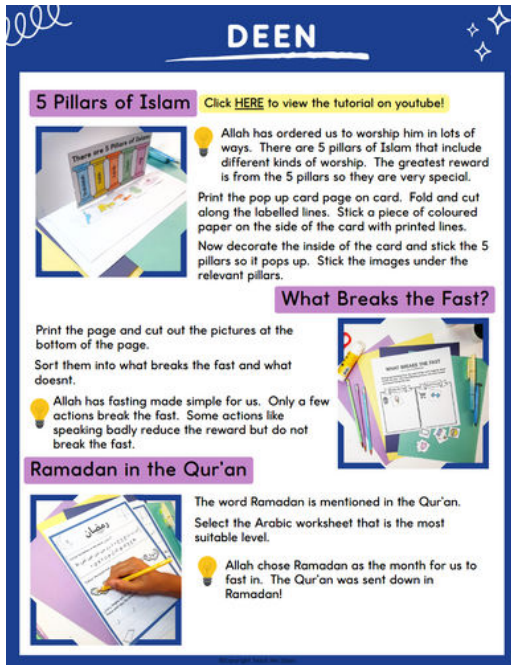 DEEN
5 Pillars of Islam
Click HERE to view the tutorial on youtube!
There are 5 Pillars of Islam
Allah has ordered us to worship him in lots of
ways. There are 5 pillars of Islam that include
different kinds of worship. The greatest reward
is from the 5 pillars so they are very special.
Print the pop up card page on card. Fold and cut
along the labelled lines. Stick a piece of coloured
paper on the side of the card with printed lines.
Now decorate the inside of the card and stick the 5
pillars so it pops up. Stick the images under the
relevant pillars.
What Breaks the Fast?
Print the page and cut out the pictures at the
bottom of the page.
Sort them into what breaks the fast and what
doesnt.
Allah has fasting made simple for us. Only a few
actions break the fast. Some actions like
speaking badly reduce the reward but do not
break the fast.
WHAT BREAKS THE FAST
Ramadan in the Qur'an
رمضان
The word Ramadan is mentioned in the Qur'an.
Select the Arabic worksheet that is the most
suitable level.
Allah chose Ramadan as the month for us to
fast in. The Qur'an was sent down in
Ramadan!